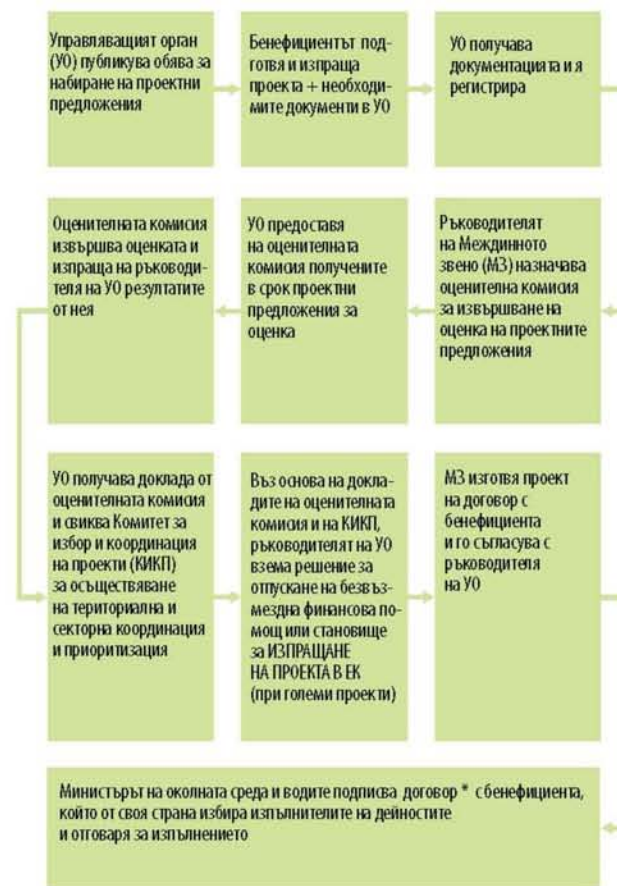 Управляващият орган
(УО) публикува обява за
набиране на проектни
предложения
Бенефициентът под-
готвя и изпраща
проекта + необходи-
мите документи в УО
УО получава
документацията и я
регистрира
Ръководителят
на Междинното
звено (МЗ) назначава
оценителна комисия
за извършване на
оценка на проектните
предложения
УО предоставя
на оценителната
комисия получените
в срок проектни
предложения за
оценка
Оценителната комисия
извършва оценката и
изпраща на ръководи-
теля на УО резултатите
от нея
УО получава доклада от
оценителната комисия
и свиква Комитет за
избор и координация
на проекти (КИКП)
за осъществяване
на териториална и
секторна координация
и приоритизация
Въз основа на докла-
дите на оценителната
комисия и на КИКП,
ръководителят на УО
взема решение за
отпускане на безвъз-
мездна финансова по-
мощ или становище
за ИЗПРАЩАНЕ
НА ПРОЕКТА В ЕК
(при големи проекти)
МЗ изготвя проект
на договор с
бенефициента
и го съгласува с
ръководителя
на УО
Министърът на околната среда и водите подписва договор * с бенефициента,
който от своя страна избира изпълнителите на дейностите
и отговаря за изпълнението